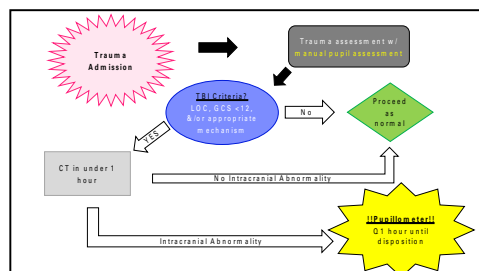 Trauma
Admission
Trauma assessment w/
manual pupil assessment
TBI Criteria?
LOC, GCS <12,
&/or appropriate
mechanism
No
Proceed
as
normal
YES
CT in under 1
hour
No Intracranial Abnormality
!!Pupillometer!!
Q1 hour until
disposition
Intracranial Abnormality